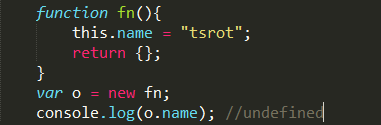 function fn(){
    this.name = "tsrot";
    return {};
}
var o = new fn;
console.log(o.name); //undefined